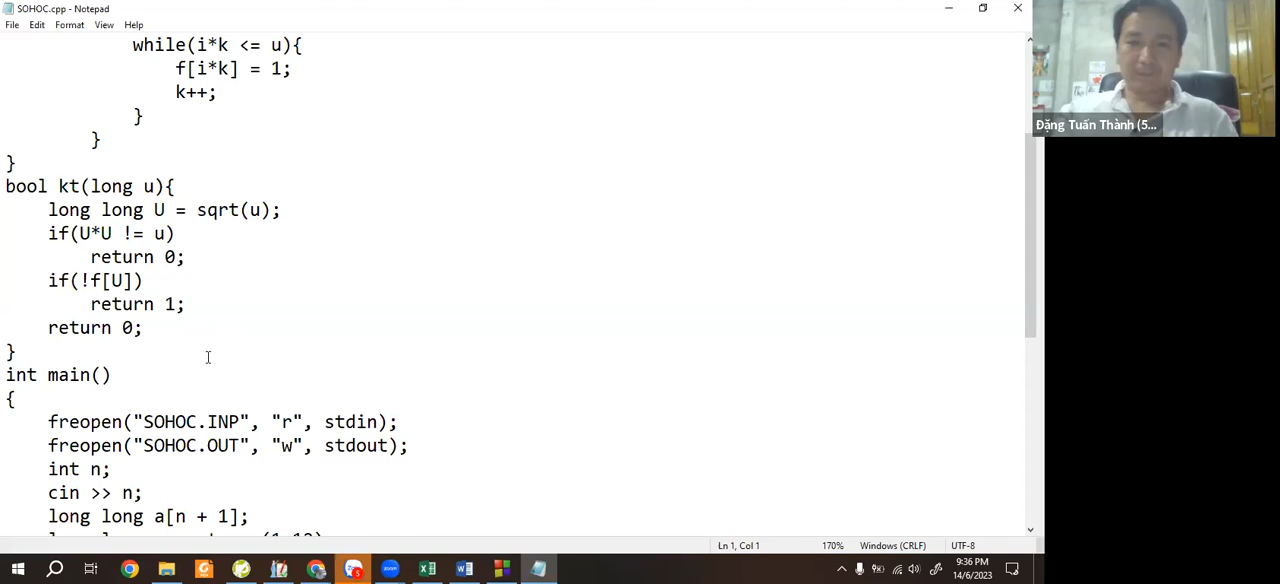 SOHOC.cpp - Notepad
File Edit Format View Help
while(i*k <= u){
f[i*k] = 1;
k++;
}
}
}
bool kt(long u){
long long U = sqrt(u);
if(U*U != u)
return 0;
if(!f[U])
return 1;
return 0;
}
int main()
{
freopen("SOHOC.INP", "r", stdin);
freopen("SOHOC.OUT", "w", stdout);
int n;
cin >> n;
long long a[n + 1];
Đặng Tuấn Thành (5...
Ln 1, Col 1 170% Windows (CRLF) UTF-8
9:36 PM
14/6/2023